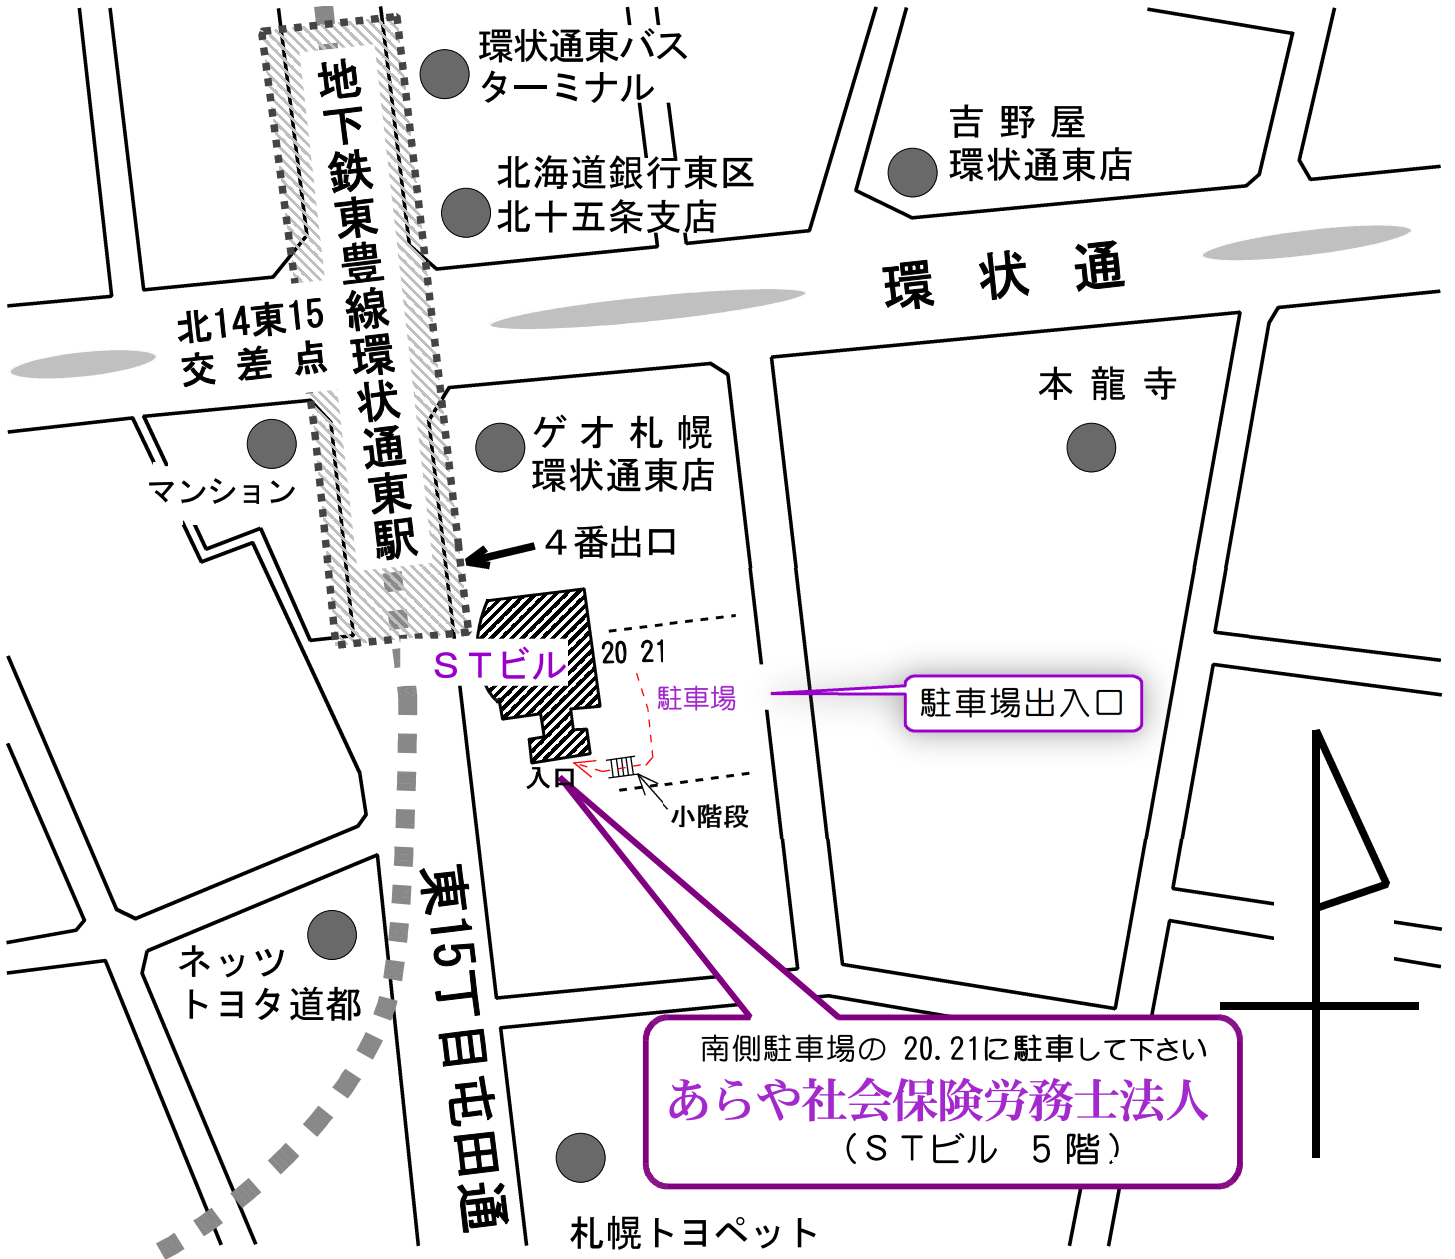 環状通東バス
ターミナル
地下鉄東豊線環状通東駅
北海道銀行東区
北十五条支店
吉野屋
環状通東店
環状通
北14東15
交差点
本龍寺
マンション
ゲオ札幌
環状通東店
４番出口
ＳＴビル
20 21
駐車場
駐車場出入口
入口
小階段
東15丁目屯田通
ネッツ
トヨタ道都
南側駐車場の 20.21に駐車して下さい
あらや社会保険労務士法人
（ＳＴビル ５階）
札幌トヨペット